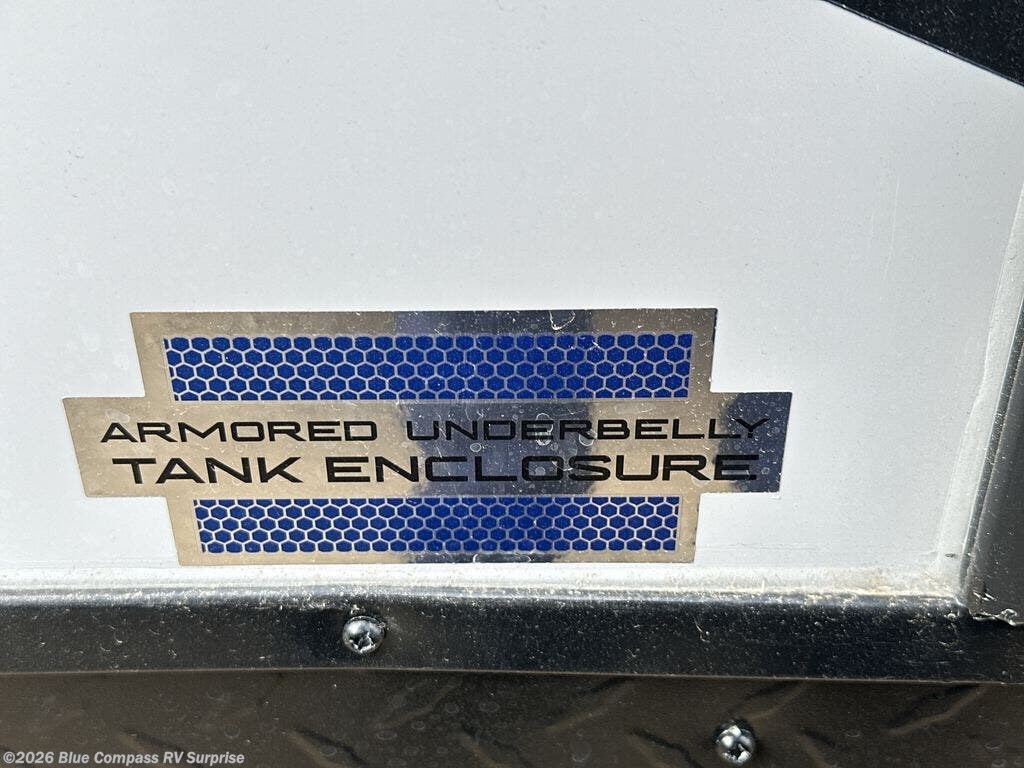 ARMORED UNDERBELLY
TANK ENCLOSURE
©2026 Blue Compass RV Surprise